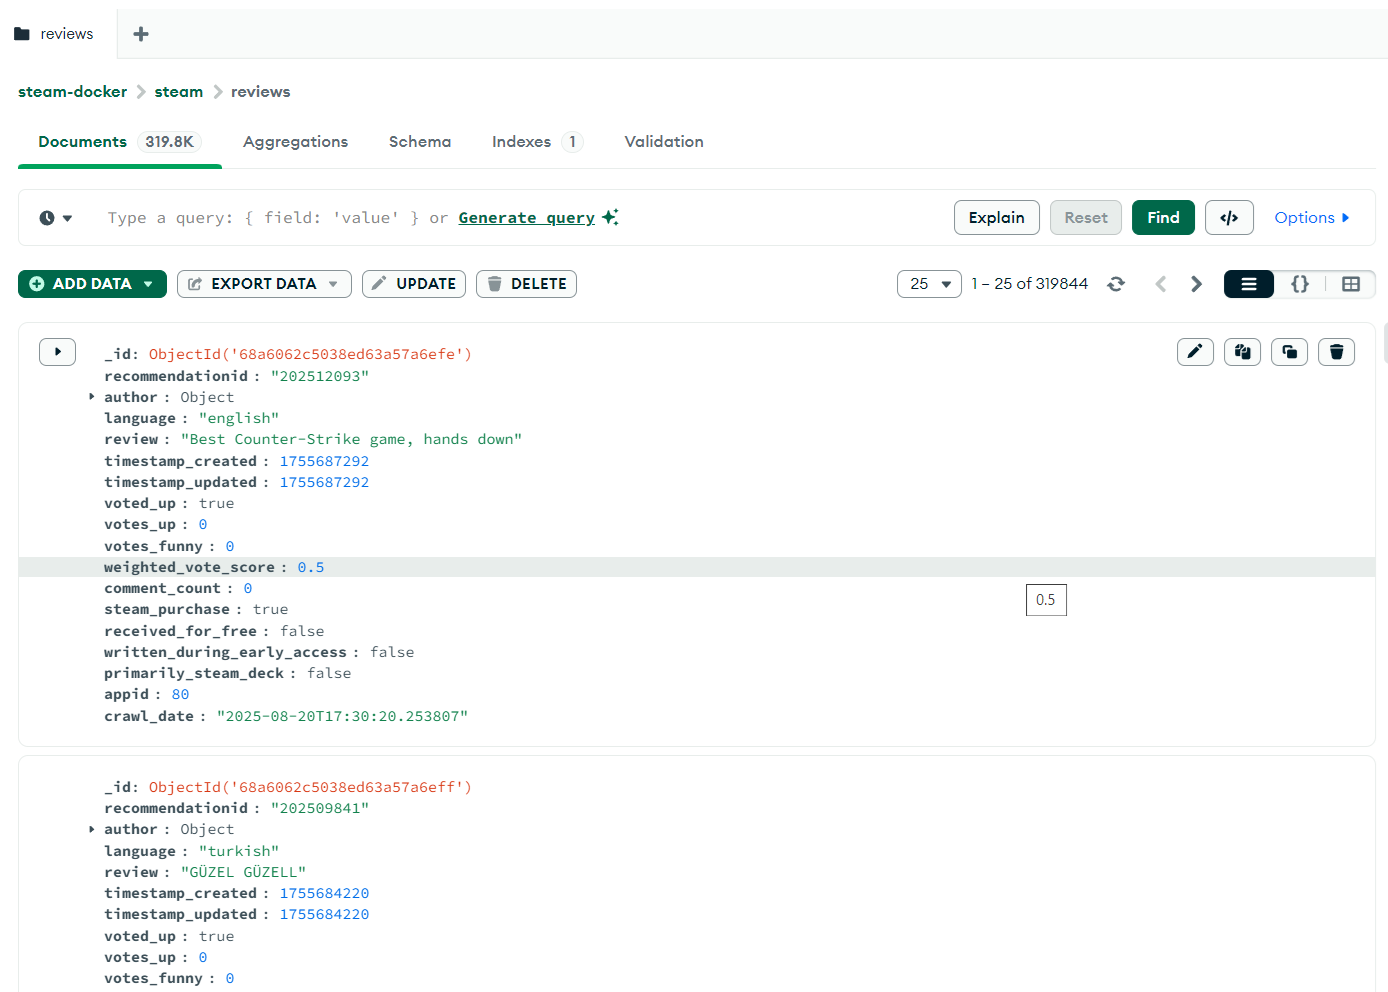 reviews
steam-docker > steam > reviews
Documents 319.8K Aggregations Schema Indexes 1 Validation
Type a query: { field: 'value' } or Generate query
Explain Reset Find </> Options
ADD DATA EXPORT DATA UPDATE DELETE 25 1 – 25 of 319844 {}
_id: ObjectId('68a6062c5038ed63a57a6efe')
recommendationid : "202512093"
author : Object
language : "english"
review : "Best Counter-Strike game, hands down"
timestamp_created : 1755687292
timestamp_updated : 1755687292
voted_up : true
votes_up : 0
votes_funny : 0
weighted_vote_score : 0.5
comment_count : 0
0.5
steam_purchase : true
received_for_free : false
written_during_early_access : false
primarily_steam_deck : false
appid : 80
crawl_date : "2025-08-20T17:30:20.253807"
_id: ObjectId('68a6062c5038ed63a57a6eff')
recommendationid : "202509841"
author : Object
language : "turkish"
review : "GÜZEL GÜZELL"
timestamp_created : 1755684220
timestamp_updated : 1755684220
voted_up : true
votes_up : 0
votes_funny : 0